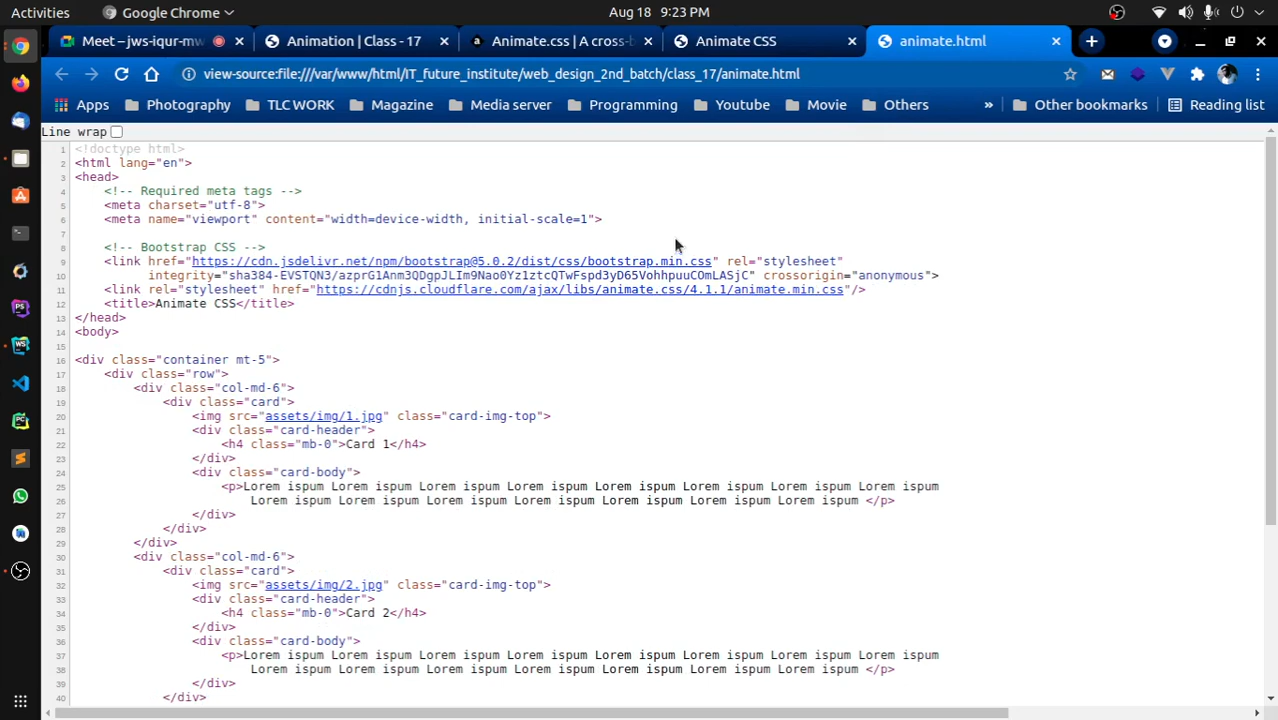 Activities Google Chrome Aug 18 9:23 PM
Meet – jws-iqur-mw
Animation | Class - 17
Animate.css | A cross-b
Animate CSS
animate.html
view-source:file:///var/www/html/IT_future_institute/web_design_2nd_batch/class_17/animate.html
Apps Photography TLC WORK Magazine Media server Programming Youtube Movie Others » Other bookmarks Reading list
Line wrap
1 <!doctype html>
2 <html lang="en">
3 <head>
4 <!-- Required meta tags -->
5 <meta charset="utf-8">
6 <meta name="viewport" content="width=device-width, initial-scale=1">
7
8 <!-- Bootstrap CSS -->
9 <link href="https://cdn.jsdelivr.net/npm/bootstrap@5.0.2/dist/css/bootstrap.min.css" rel="stylesheet"
10 integrity="sha384-EVSTQN3/azprG1Anm3QDgpJLIm9Nao0Yz1ztcQTwFspd3yD65VohhpuuCOmLASjC" crossorigin="anonymous">
11 <link rel="stylesheet" href="https://cdnjs.cloudflare.com/ajax/libs/animate.css/4.1.1/animate.min.css"/>
12 <title>Animate CSS</title>
13 </head>
14 <body>
15
16 <div class="container mt-5">
17 <div class="row">
18 <div class="col-md-6">
19 <div class="card">
20 <img src="assets/img/1.jpg" class="card-img-top">
21 <div class="card-header">
22 <h4 class="mb-0">Card 1</h4>
23 </div>
24 <div class="card-body">
25 <p>Lorem ispum Lorem ispum Lorem ispum Lorem ispum Lorem ispum Lorem ispum Lorem ispum Lorem ispum
26 Lorem ispum Lorem ispum Lorem ispum Lorem ispum Lorem ispum Lorem ispum Lorem ispum </p>
27 </div>
28 </div>
29 </div>
30 <div class="col-md-6">
31 <div class="card">
32 <img src="assets/img/2.jpg" class="card-img-top">
33 <div class="card-header">
34 <h4 class="mb-0">Card 2</h4>
35 </div>
36 <div class="card-body">
37 <p>Lorem ispum Lorem ispum Lorem ispum Lorem ispum Lorem ispum Lorem ispum Lorem ispum Lorem ispum
38 Lorem ispum Lorem ispum Lorem ispum Lorem ispum Lorem ispum Lorem ispum Lorem ispum </p>
39 </div>
40 </div>